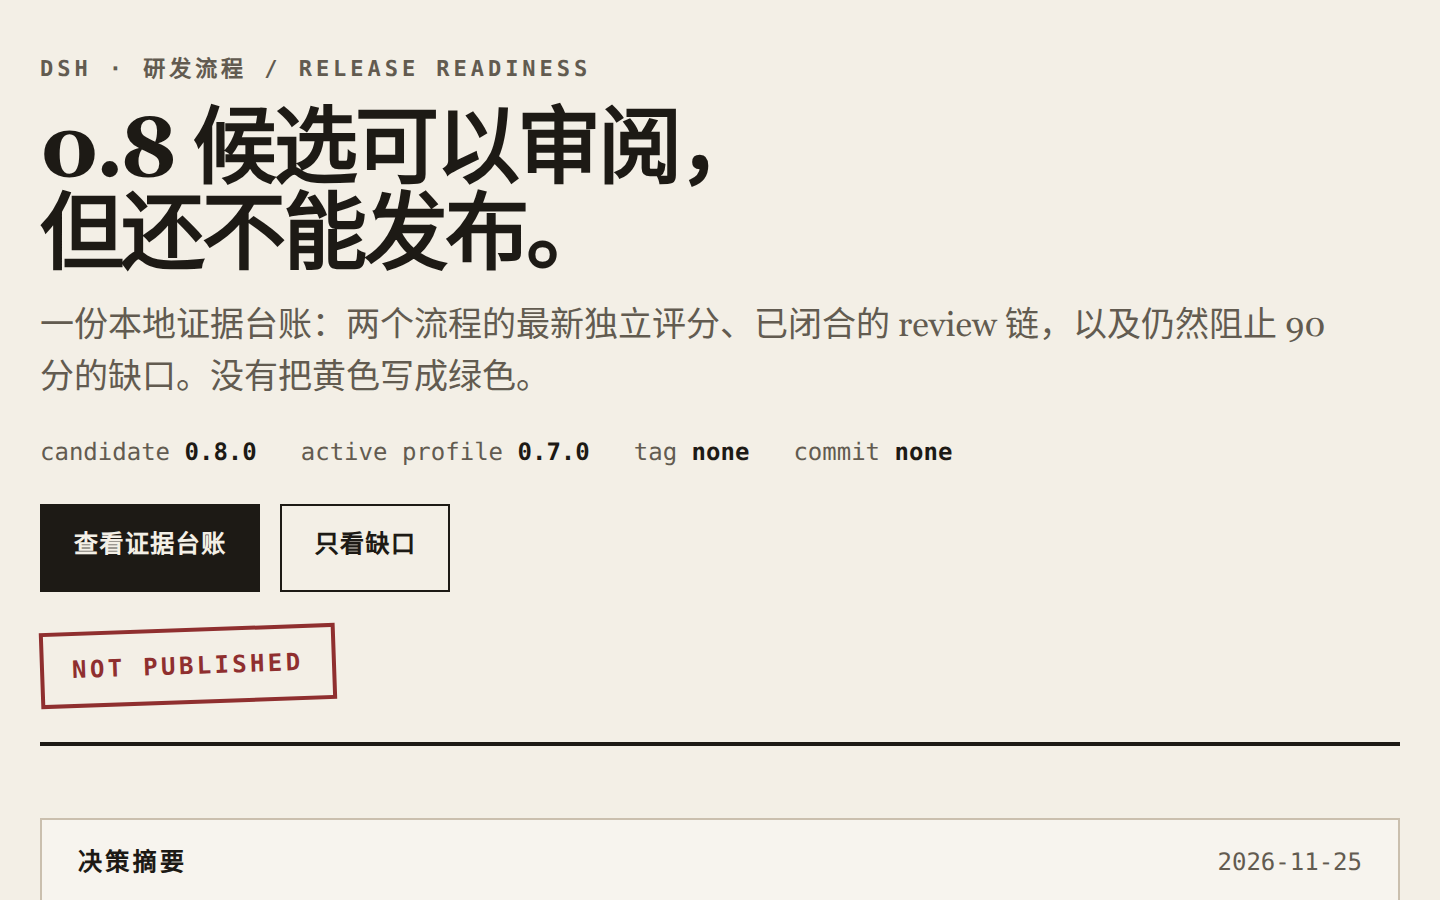 DSH · 研发流程 / RELEASE READINESS
0.8 候选可以审阅，
但还不能发布。
一份本地证据台账：两个流程的最新独立评分、已闭合的 review 链，以及仍然阻止 90
分的缺口。没有把黄色写成绿色。
candidate 0.8.0 active profile 0.7.0 tag none commit none
查看证据台账 只看缺口
NOT PUBLISHED
决策摘要 2026-11-25